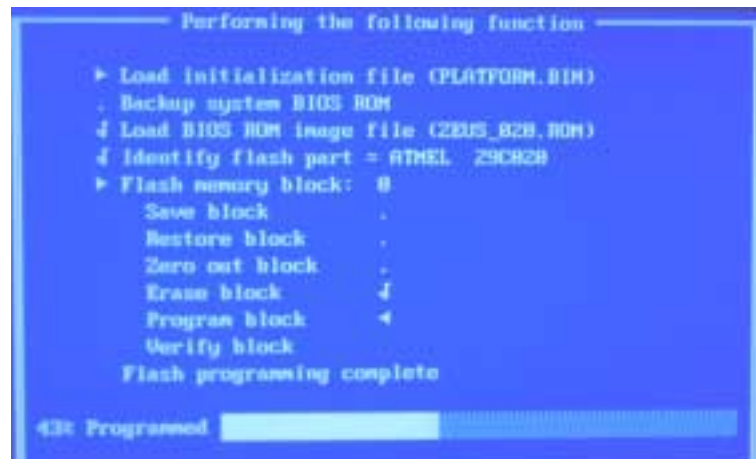 Performing the following function
► Load initialization file (PLATFORM.BIN)
. Backup system BIOS ROM
√ Load BIOS ROM image file (ZEUS_020.ROM)
√ Identify flash part = ATMEL 29C020
► Flash memory block: 0
Save block .
Restore block .
Zero out block .
Erase block √
Program block ◄
Verify block
Flash programming complete
43% Programmed